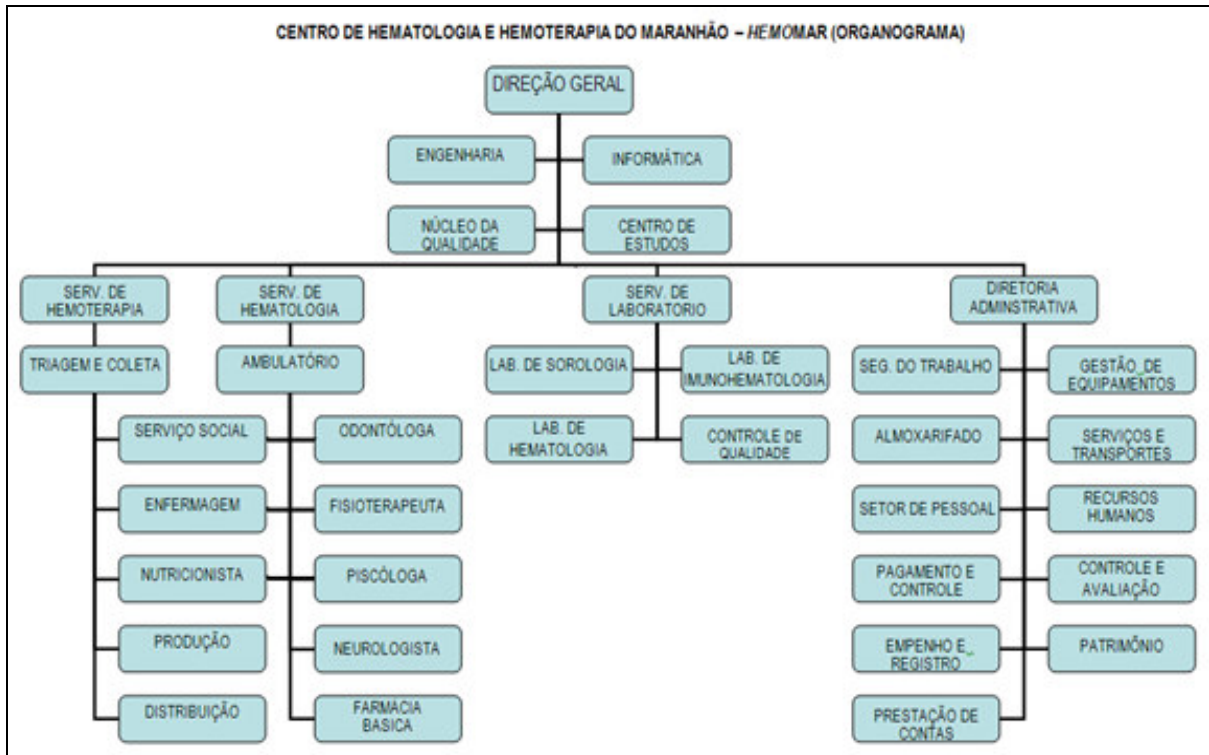 CENTRO DE HEMATOLOGIA E HEMOTERAPIA DO MARANHÃO – HEMOMAR (ORGANOGRAMA)
DIREÇÃO GERAL
ENGENHARIA
INFORMÁTICA
NÚCLEO DA
QUALIDADE
CENTRO DE
ESTUDOS
SERV. DE
HEMOTERAPIA
SERV. DE
HEMATOLOGIA
SERV. DE
LABORATORIO
DIRETORIA
ADMINSTRATIVA
TRIAGEM E COLETA
AMBULATÓRIO
LAB. DE SOROLOGIA
LAB. DE
IMUNOHEMATOLOGIA
SEG. DO TRABALHO
GESTÃO DE
EQUIPAMENTOS
SERVIÇO SOCIAL
ODONTÓLOGA
LAB. DE
HEMATOLOGIA
CONTROLE DE
QUALIDADE
ALMOXARIFADO
SERVIÇOS E
TRANSPORTES
ENFERMAGEM
FISIOTERAPEUTA
SETOR DE PESSOAL
RECURSOS
HUMANOS
NUTRICIONISTA
PISCÓLOGA
PAGAMENTO E
CONTROLE
CONTROLE E
AVALIAÇÃO
PRODUÇÃO
NEUROLOGISTA
EMPENHO E
REGISTRO
PATRIMÔNIO
DISTRIBUIÇÃO
FARMÁCIA
BASICA
PRESTAÇÃO DE
CONTAS